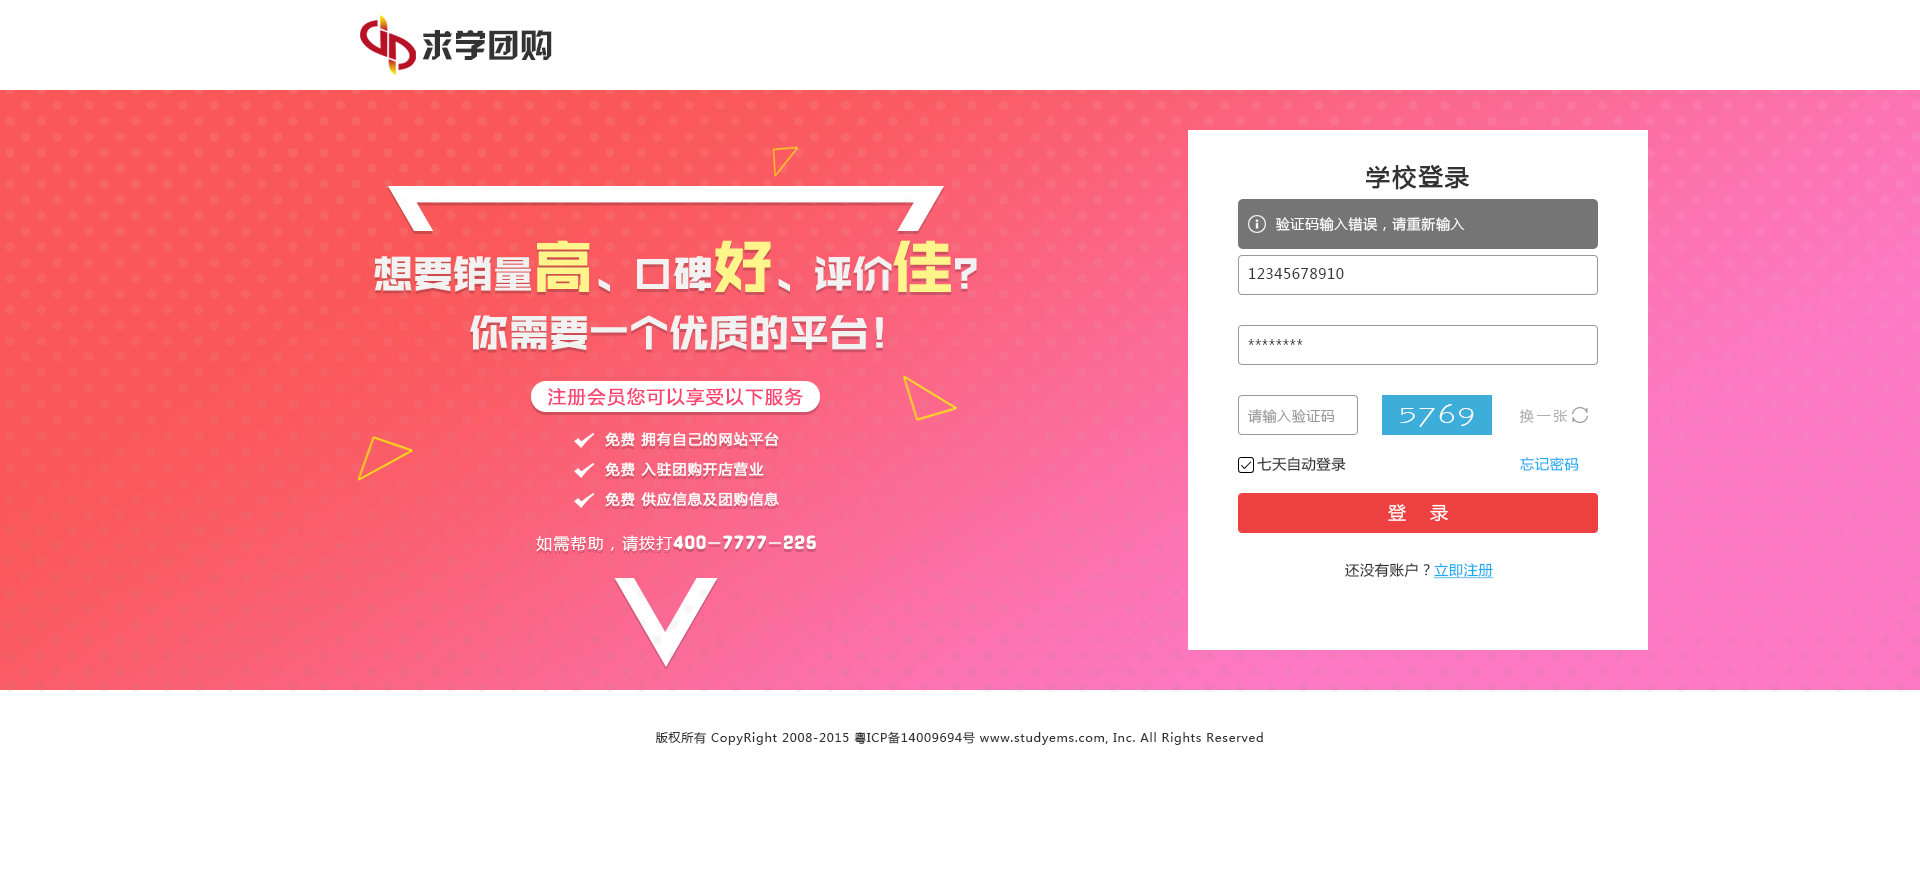 求学团购
想要销量高、口碑好、评价佳?
你需要一个优质的平台!
注册会员您可以享受以下服务
免费 拥有自己的网站平台
免费 入驻团购开店营业
免费 供应信息及团购信息
如需帮助，请拨打400-7777-226
学校登录
验证码输入错误，请重新输入
12345678910
********
请输入验证码 5769 换一张
七天自动登录 忘记密码
登 录
还没有账户？立即注册
版权所有 CopyRight 2008-2015 粤ICP备14009694号 www.studyems.com, Inc. All Rights Reserved